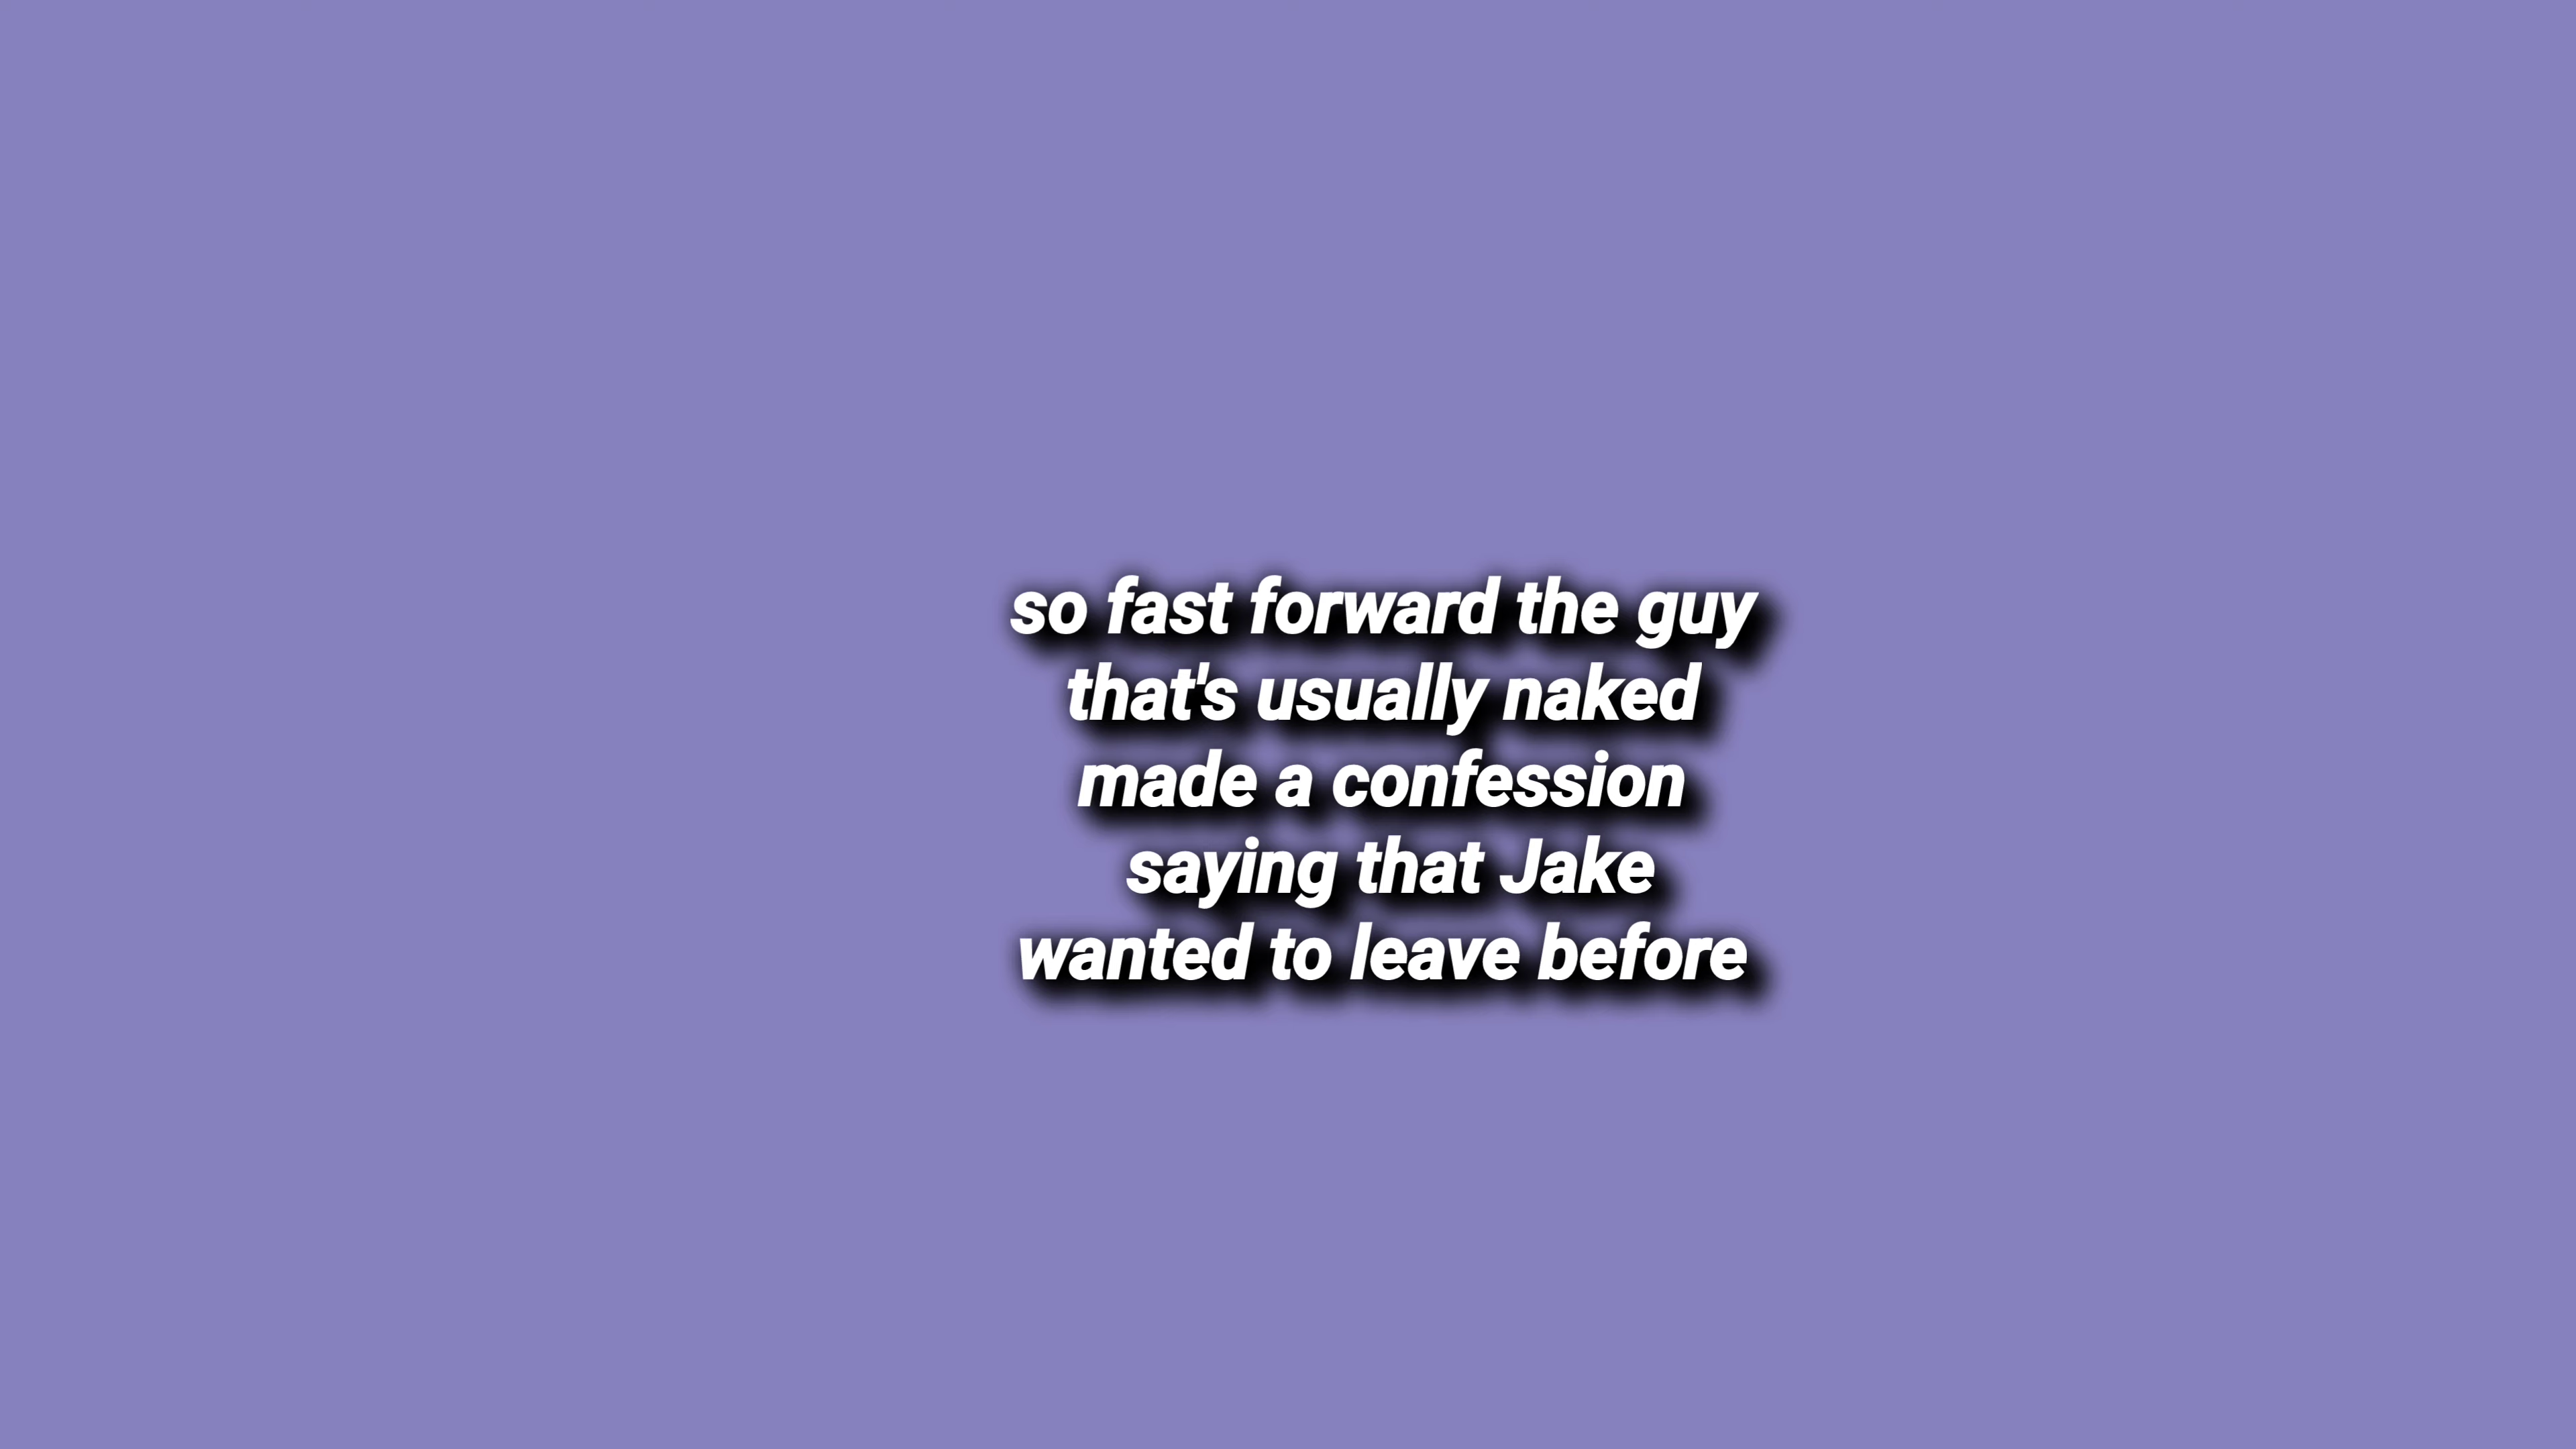 so fast forward the guy
that's usually naked
made a confession
saying that Jake
wanted to leave before